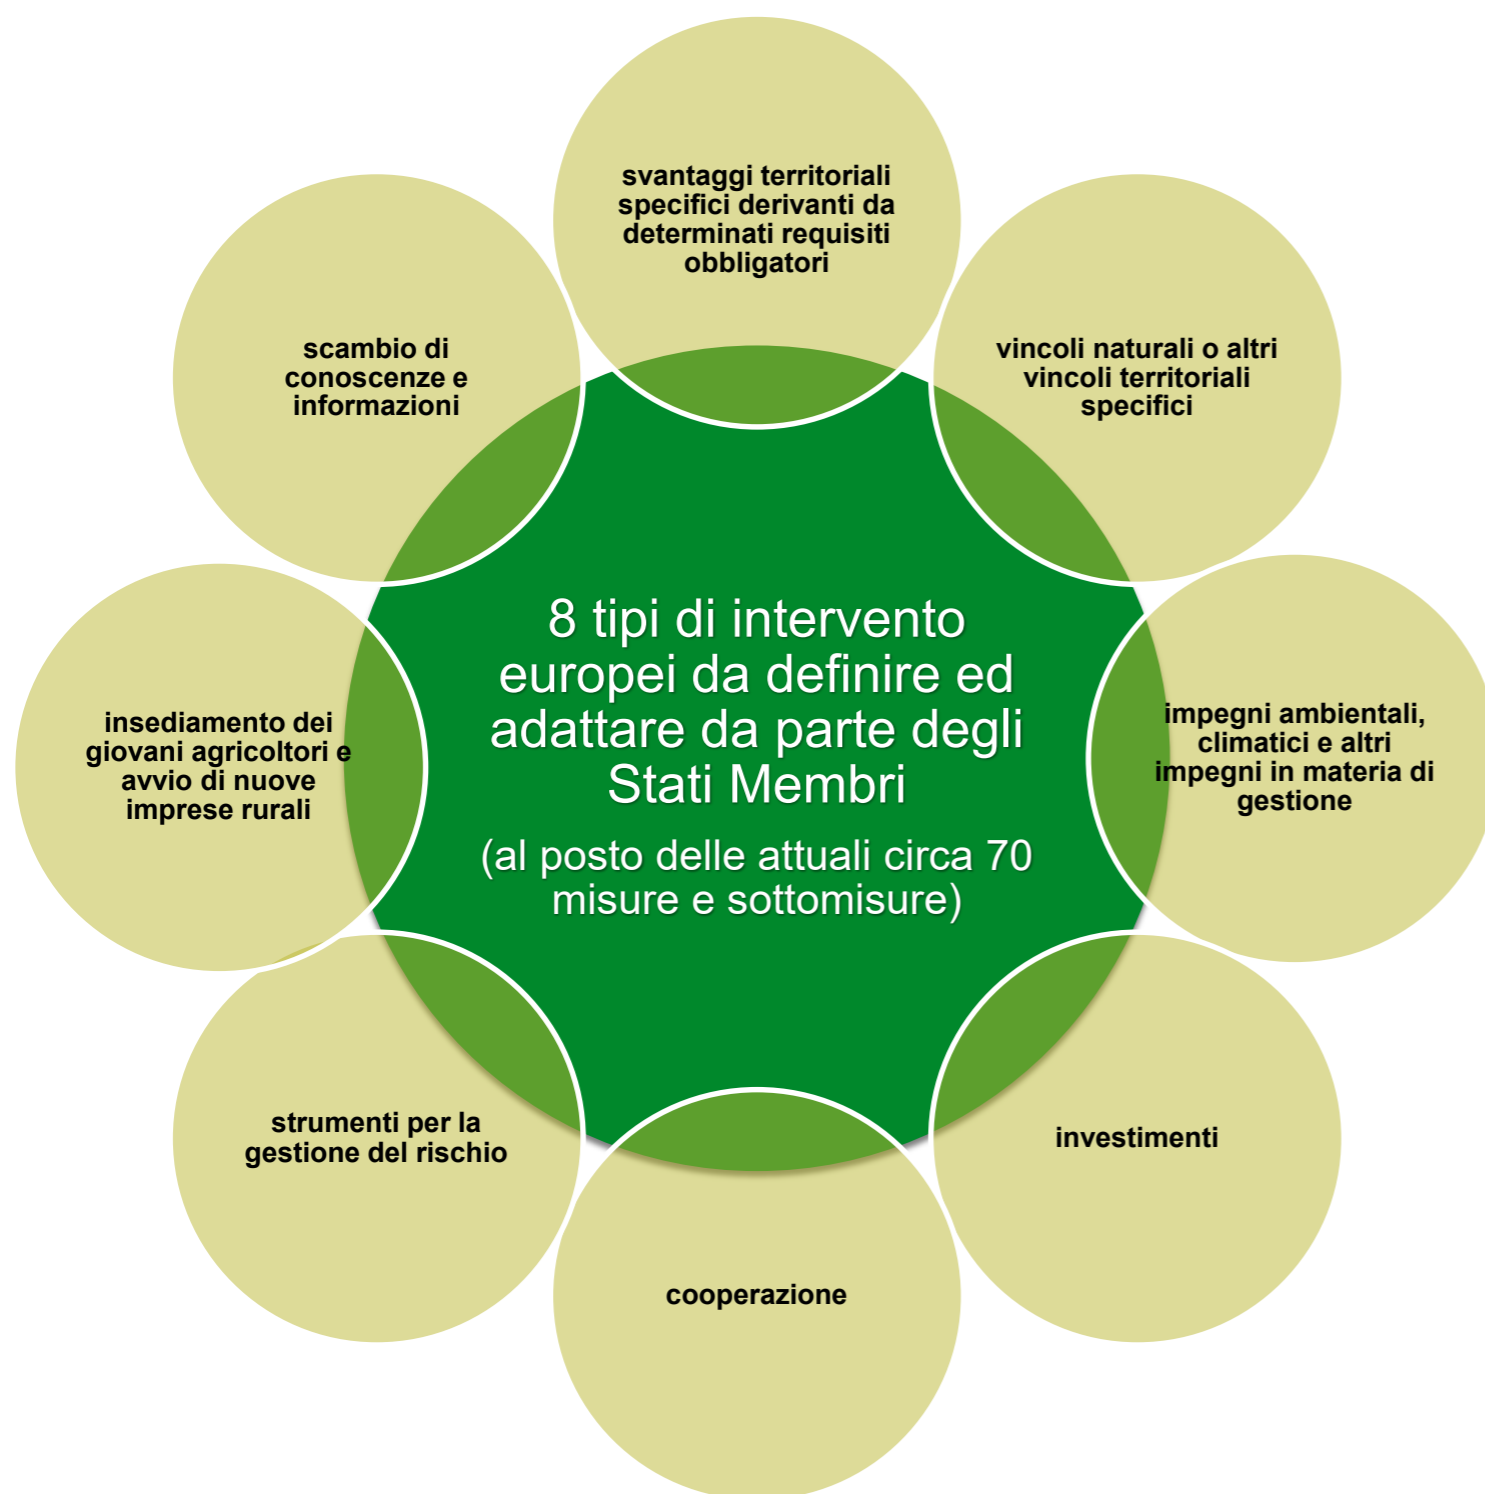 svantaggi territoriali
specifici derivanti da
determinati requisiti
obbligatori
vincoli naturali o altri
vincoli territoriali
specifici
impegni ambientali,
climatici e altri
impegni in materia di
gestione
investimenti
cooperazione
strumenti per la
gestione del rischio
insediamento dei
giovani agricoltori e
avvio di nuove
imprese rurali
scambio di
conoscenze e
informazioni
8 tipi di intervento
europei da definire ed
adattare da parte degli
Stati Membri
(al posto delle attuali circa 70
misure e sottomisure)